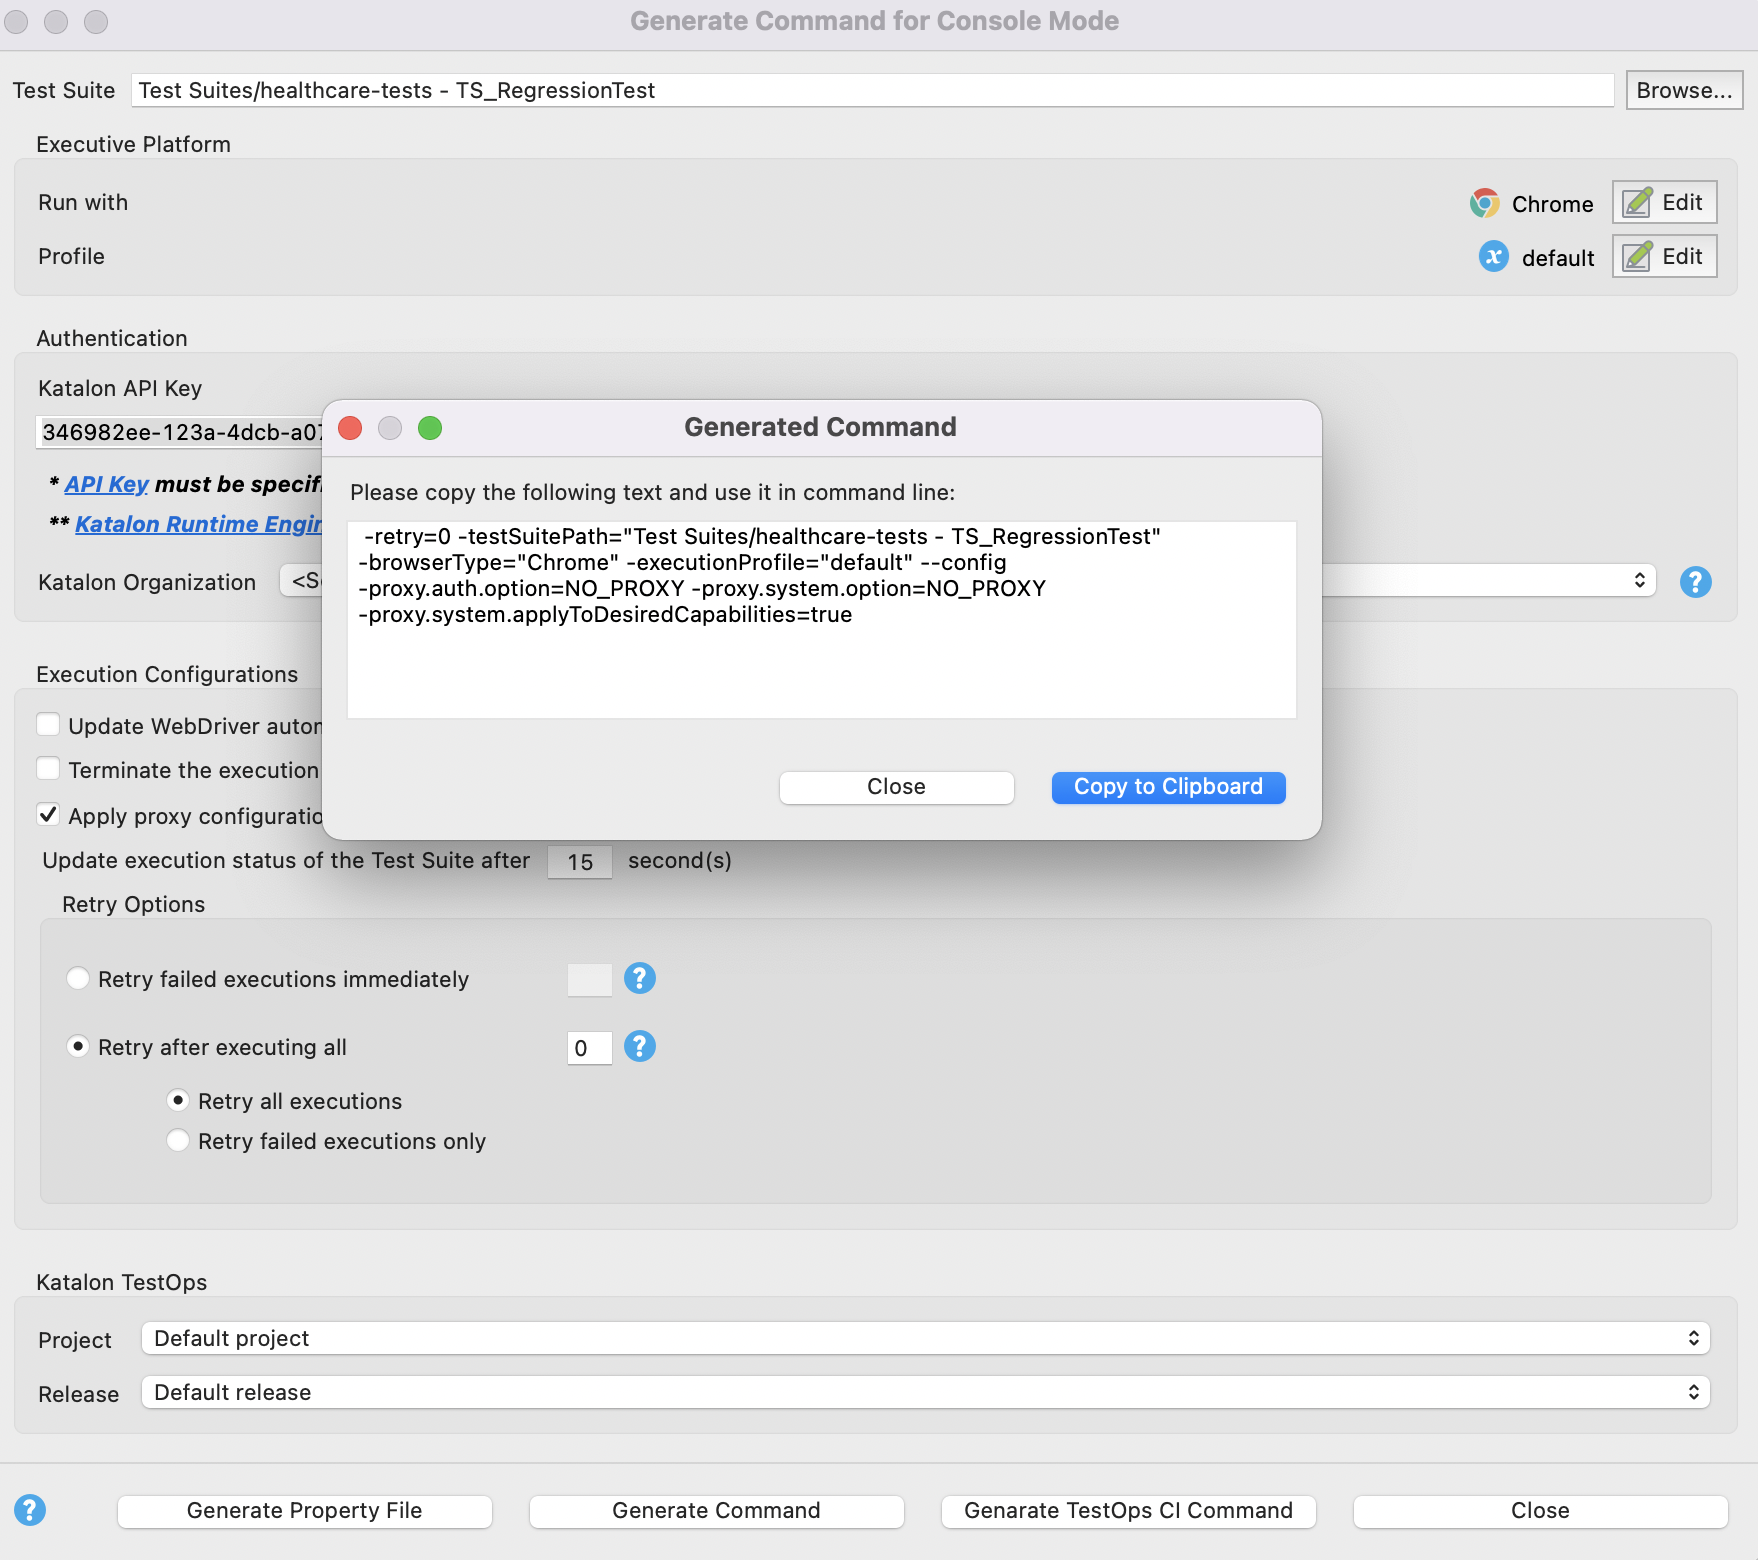 Generate Command for Console Mode
Test Suite Test Suites/healthcare-tests - TS_RegressionTest Browse...
Executive Platform
Run with Chrome Edit
Profile x default Edit
Authentication
Katalon API Key
346982ee-123a-4dcb-a07
* API Key must be specifi
** Katalon Runtime Engin
Katalon Organization <S ?
Generated Command
Please copy the following text and use it in command line:
-retry=0 -testSuitePath="Test Suites/healthcare-tests - TS_RegressionTest"
-browserType="Chrome" -executionProfile="default" --config
-proxy.auth.option=NO_PROXY -proxy.system.option=NO_PROXY
-proxy.system.applyToDesiredCapabilities=true
Close Copy to Clipboard
Execution Configurations
Update WebDriver auton
Terminate the execution
Apply proxy configuratio
Update execution status of the Test Suite after 15 second(s)
Retry Options
Retry failed executions immediately ?
Retry after executing all 0 ?
Retry all executions
Retry failed executions only
Katalon TestOps
Project Default project
Release Default release
? Generate Property File Generate Command Genarate TestOps CI Command Close